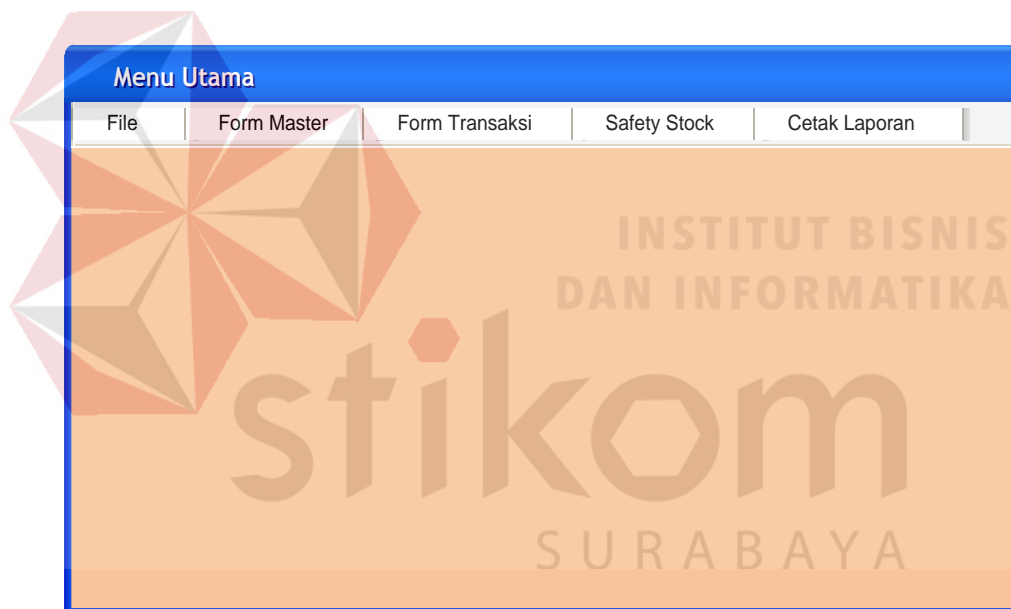 Menu Utama
File Form Master Form Transaksi Safety Stock Cetak Laporan
INSTITUT BISNIS
DAN INFORMATIKA
stikom
SURABAYA